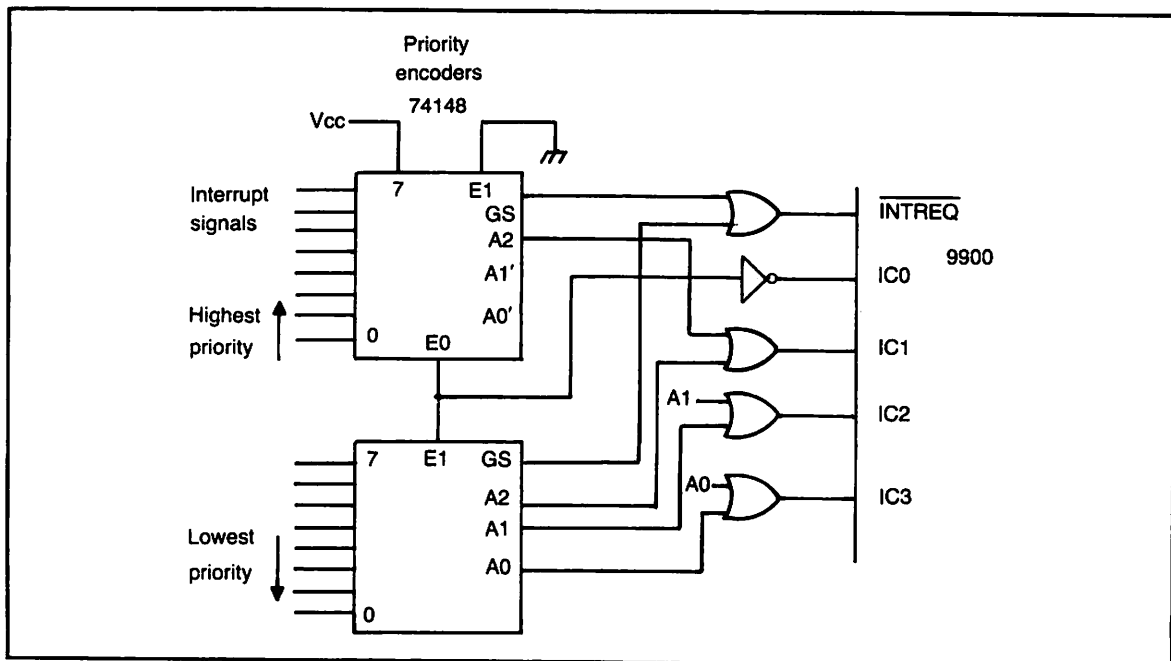 Priority
encoders
74148
Vcc
7
E1
Interrupt
signals
GS
A2
A1′
A0′
Highest
priority
0
E0
INTREQ
9900
IC0
IC1
A1
IC2
A0
IC3
7
E1
GS
A2
A1
A0
Lowest
priority
0